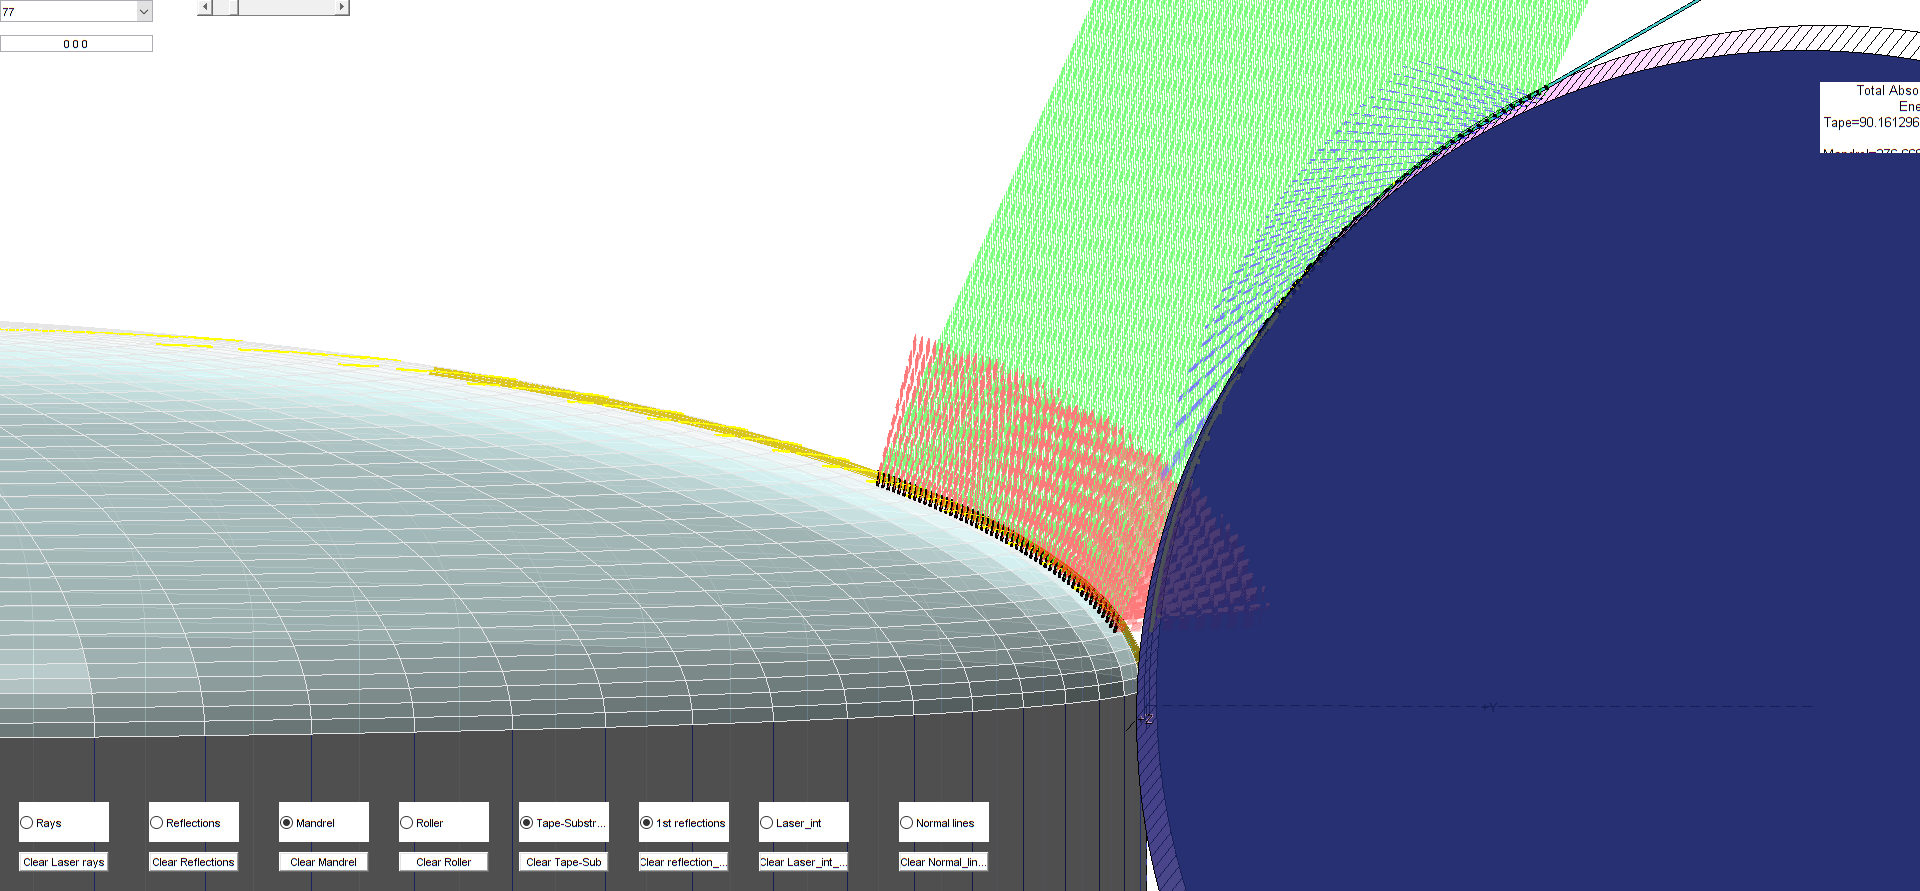 77
0 0 0
Total Abso
Ene
Tape=90.161296
+Y
Rays
Reflections
Mandrel
Roller
Tape-Substr...
1st reflections
Laser_int
Normal lines
Clear Laser rays
Clear Reflections
Clear Mandrel
Clear Roller
Clear Tape-Sub
Clear reflection_...
Clear Laser_int_...
Clear Normal_lin...